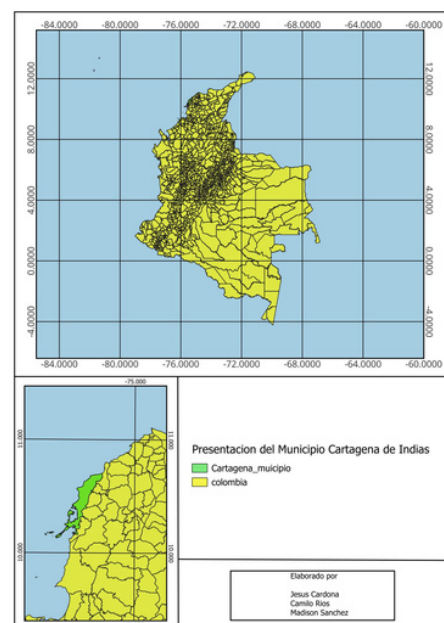 -84.0000 -80.0000 -76.0000 -72.0000 -68.0000 -64.0000 -60.0000
12.0000 12.0000
8.0000 8.0000
4.0000 4.0000
0.0000 0.0000
-4.0000 -4.0000
-84.0000 -80.0000 -76.0000 -72.0000 -68.0000 -64.0000 -60.0000
-75.000
11.000 11.000
10.000 10.000
Presentacion del Municipio Cartagena de Indias
Cartagena_muicipio
colombia
Elaborado por
Jesus Cardona
Camilo Rios
Madison Sanchez